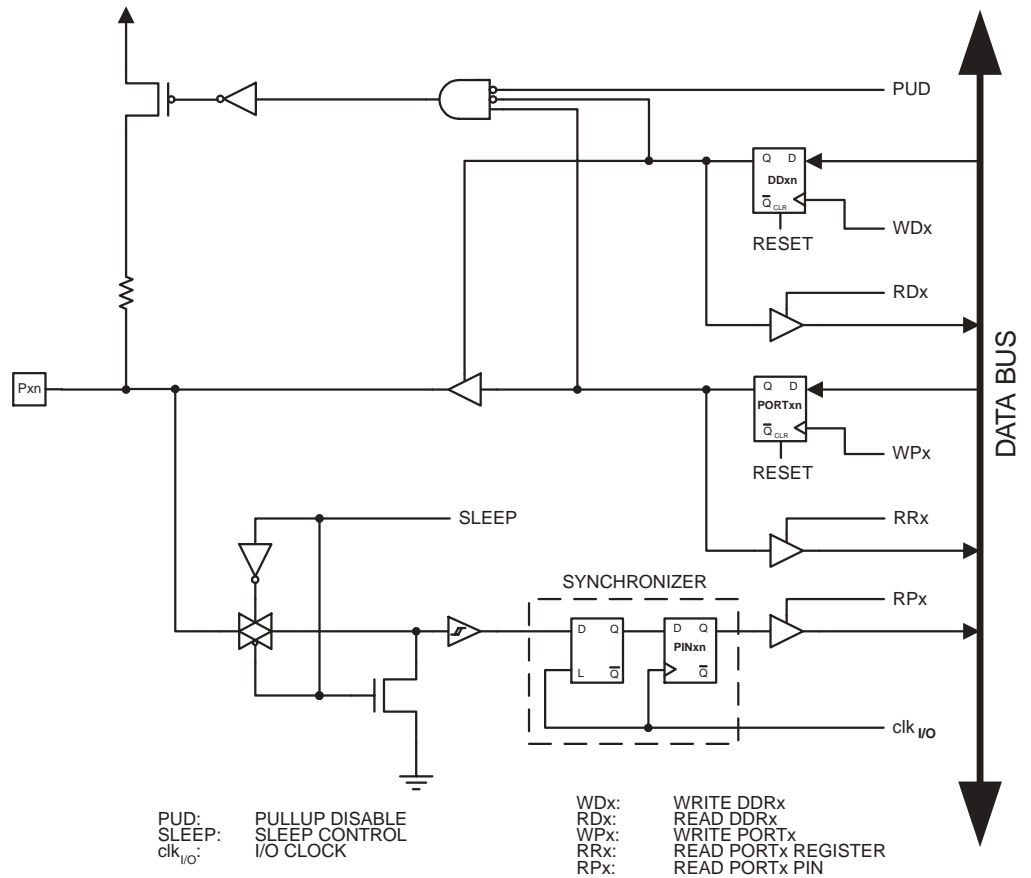 PUD
Q D
DDxn
Q CLR
WDx
RESET
RDx
Pxn
Q D
PORTxn
Q CLR
WPx
RESET
DATA BUS
SLEEP
RRx
SYNCHRONIZER
RPx
D Q
L Q
D Q
PINxn
Q
clk I/O
PUD: PULLUP DISABLE
SLEEP: SLEEP CONTROL
clkI/O: I/O CLOCK
WDx: WRITE DDRx
RDx: READ DDRx
WPx: WRITE PORTx
RRx: READ PORTx REGISTER
RPx: READ PORTx PIN